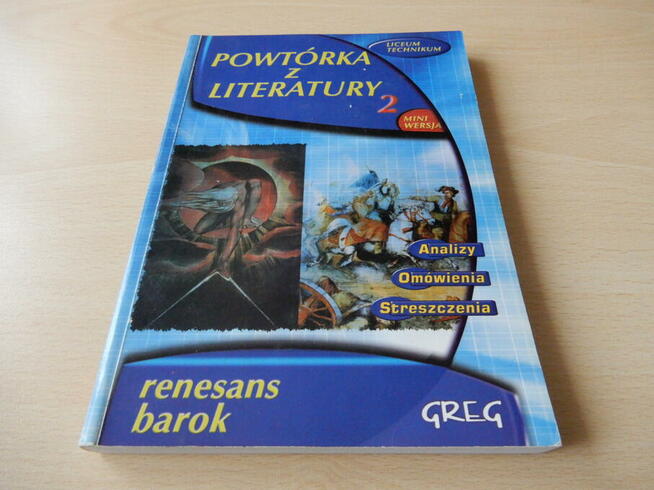 LICEUM
TECHNIKUM
POWTÓRKA
Z
LITERATURY 2
MINI
WERSJA
Analizy
Omówienia
Streszczenia
renesans
barok
GREG